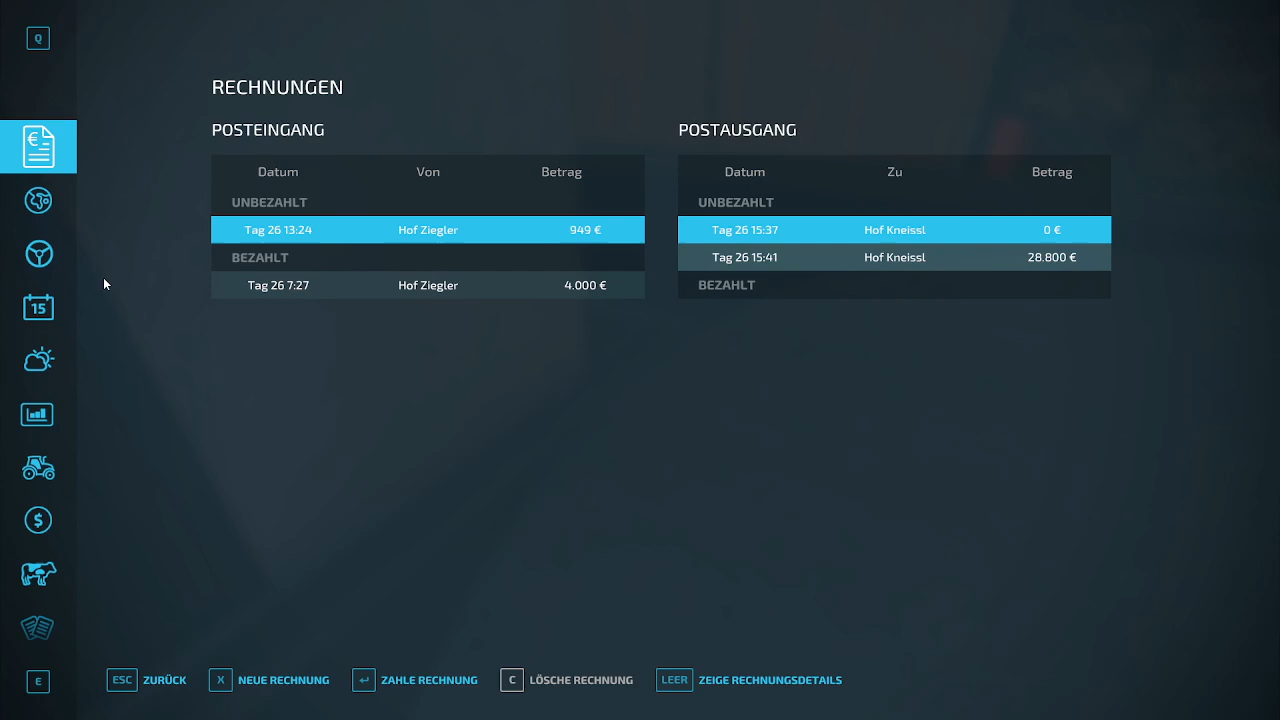 Q
RECHNUNGEN
POSTEINGANG
Datum Von Betrag
UNBEZAHLT
Tag 26 13:24 Hof Ziegler 949 €
BEZAHLT
Tag 26 7:27 Hof Ziegler 4.000 €
POSTAUSGANG
Datum Zu Betrag
UNBEZAHLT
Tag 26 15:37 Hof Kneissl 0 €
Tag 26 15:41 Hof Kneissl 28.800 €
BEZAHLT
€
15
$
E
ESC ZURÜCK X NEUE RECHNUNG ↵ ZAHLE RECHNUNG C LÖSCHE RECHNUNG LEER ZEIGE RECHNUNGSDETAILS